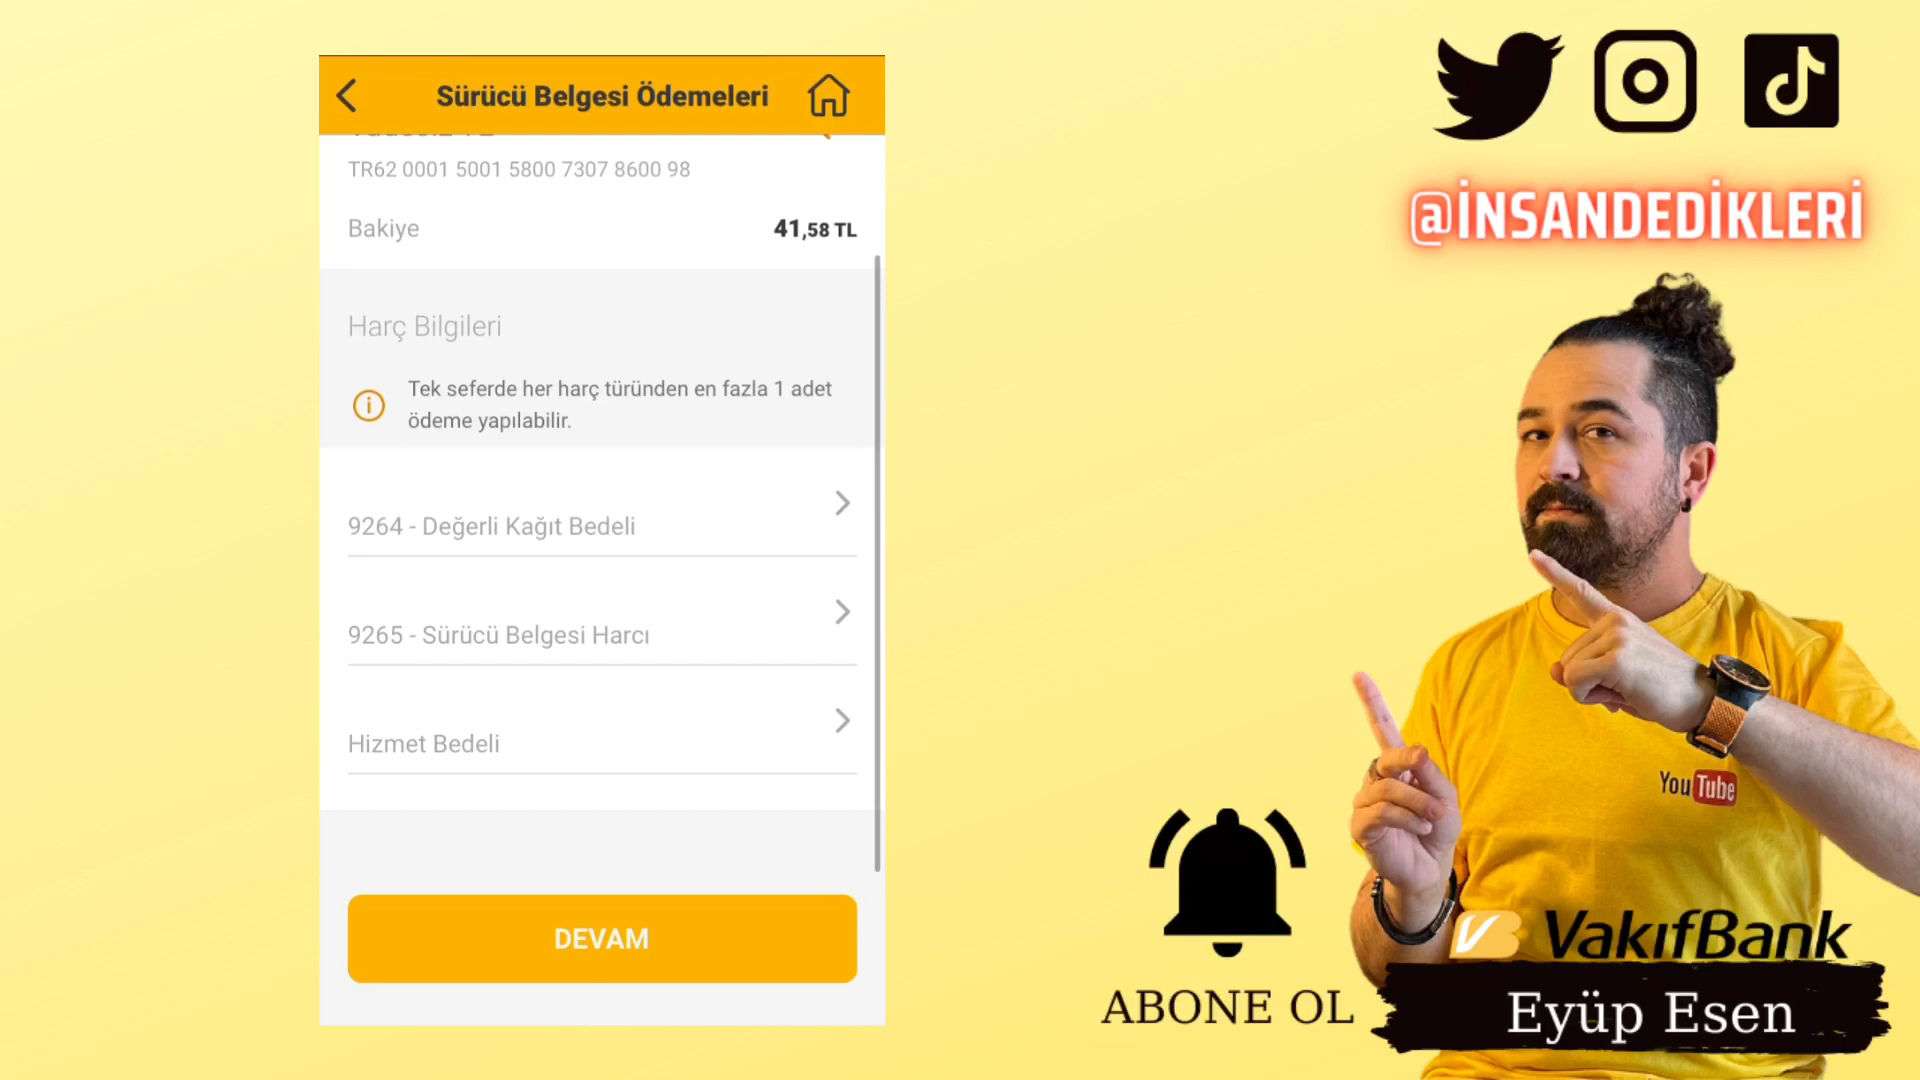 Sürücü Belgesi Ödemeleri
TR62 0001 5001 5800 7307 8600 98
Bakiye
41,58 TL
Harç Bilgileri
Tek seferde her harç türünden en fazla 1 adet
ödeme yapılabilir.
9264 - Değerli Kağıt Bedeli
9265 - Sürücü Belgesi Harcı
Hizmet Bedeli
DEVAM
@İNSANDEDİKLERİ
YouTube
VakıfBank
ABONE OL
Eyüp Esen